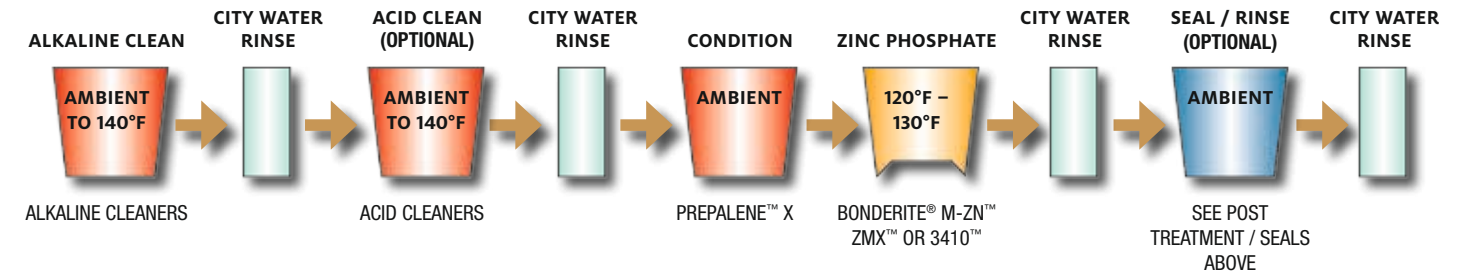 ALKALINE CLEAN
CITY WATER
RINSE
ACID CLEAN
(OPTIONAL)
CITY WATER
RINSE
CONDITION
ZINC PHOSPHATE
CITY WATER
RINSE
SEAL / RINSE
(OPTIONAL)
CITY WATER
RINSE
AMBIENT
TO 140°F
AMBIENT
TO 140°F
AMBIENT
120°F –
130°F
AMBIENT
ALKALINE CLEANERS
ACID CLEANERS
PREPALENE™ X
BONDERITE® M-ZN™
ZMX™ OR 3410™
SEE POST
TREATMENT / SEALS
ABOVE